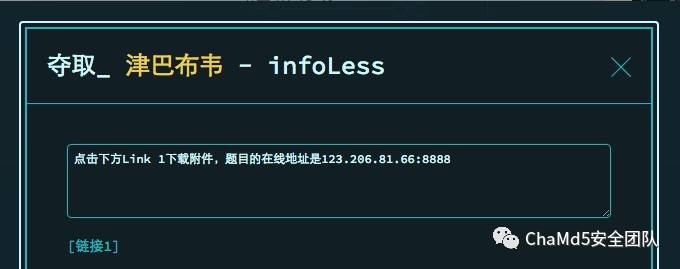 夺取_ 津巴布韦 - infoLess
点击下方Link 1下载附件，题目的在线地址是123.206.81.66:8888
[链接1]
ChaMd5安全团队